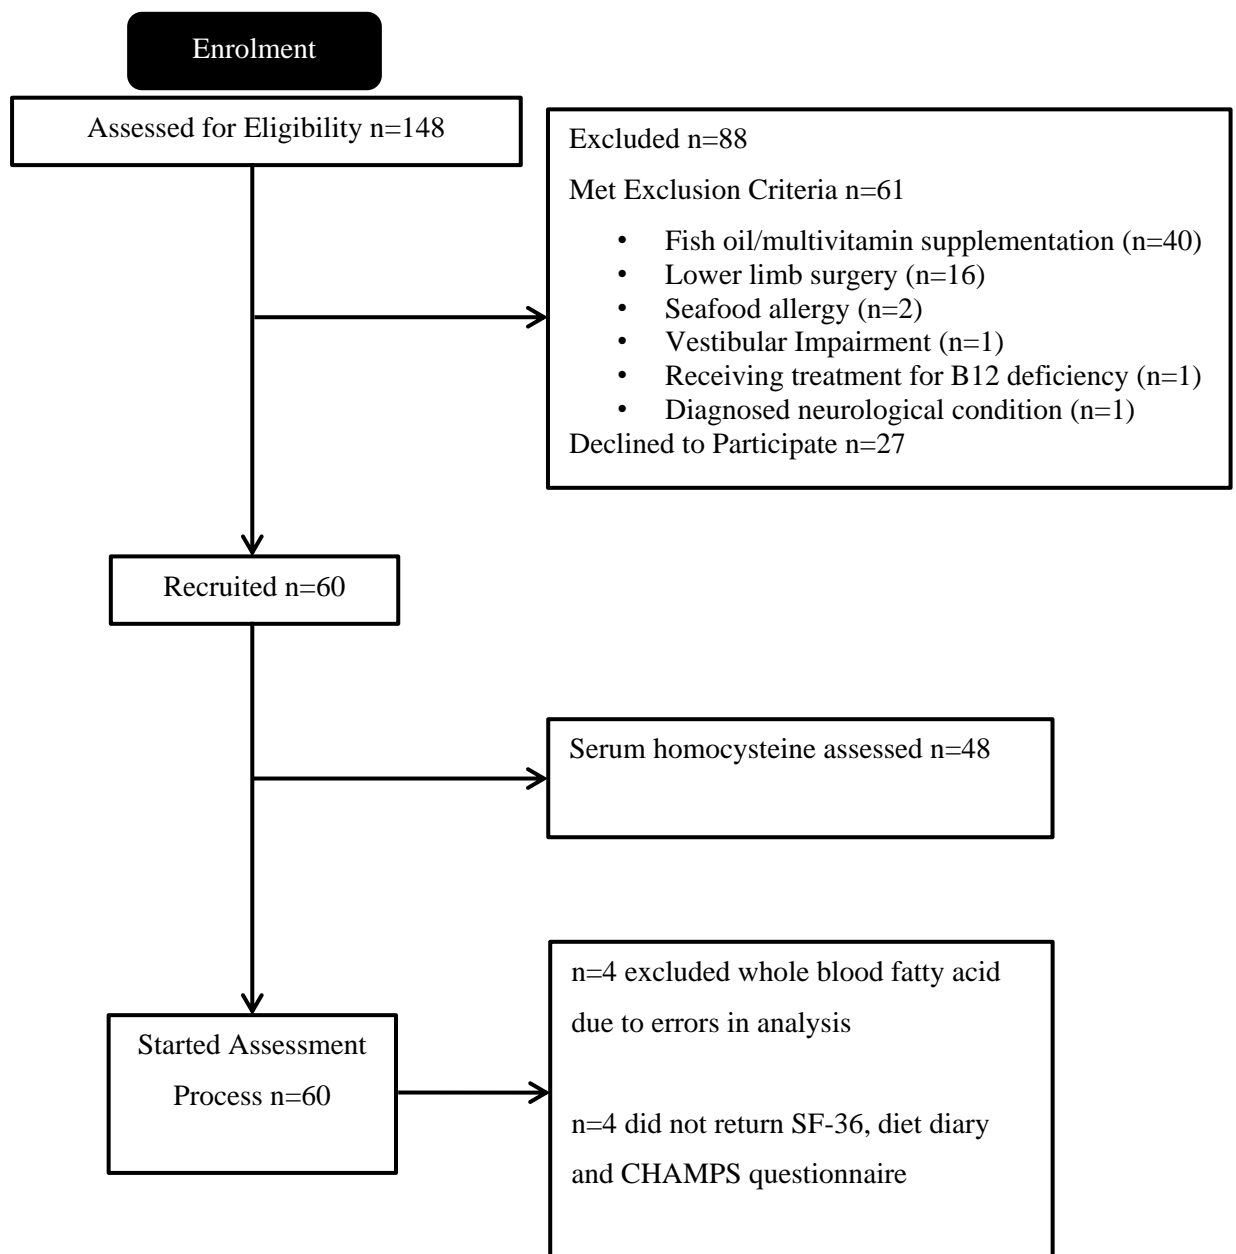 Enrolment
Assessed for Eligibility n=148
Excluded n=88
Met Exclusion Criteria n=61
• Fish oil/multivitamin supplementation (n=40)
• Lower limb surgery (n=16)
• Seafood allergy (n=2)
• Vestibular Impairment (n=1)
• Receiving treatment for B12 deficiency (n=1)
• Diagnosed neurological condition (n=1)
Declined to Participate n=27
Recruited n=60
Serum homocysteine assessed n=48
Started Assessment
Process n=60
n=4 excluded whole blood fatty acid
due to errors in analysis
n=4 did not return SF-36, diet diary
and CHAMPS questionnaire